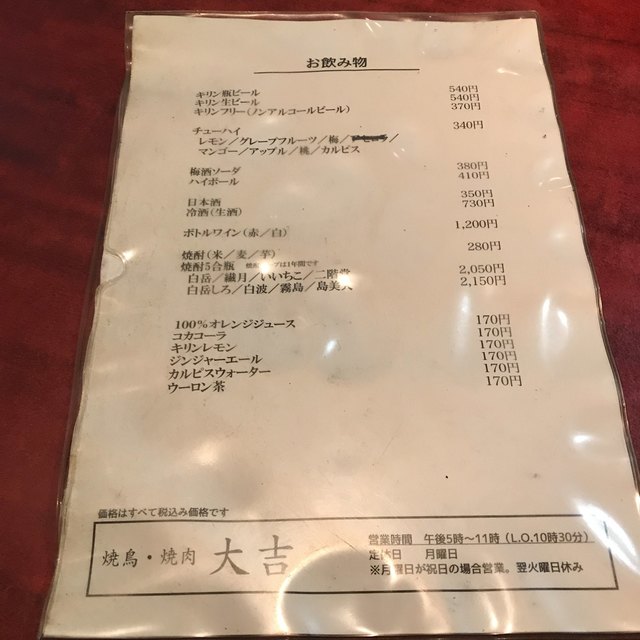 お飲み物
キリン瓶ビール 540円
キリン生ビール 540円
キリンフリー(ノンアルコールビール) 370円
チューハイ 340円
レモン/グレープフルーツ/梅/
マンゴー/アップル/桃/カルピス
梅酒ソーダ 380円
ハイボール 410円
日本酒 350円
冷酒(生酒) 730円
ボトルワイン(赤/白) 1,200円
焼酎(米/麦/芋) 280円
焼酎5合瓶 は1年間です
白岳/繊月/いいちこ/二階堂 2,050円
白岳しろ/白波/霧島/島美人 2,150円
100%オレンジジュース 170円
コカコーラ 170円
キリンレモン 170円
ジンジャーエール 170円
カルピスウォーター 170円
ウーロン茶 170円
価格はすべて税込み価格です
焼鳥・焼肉 大吉
営業時間 午後5時〜11時(L.O.10時30分)
定休日 月曜日
※月曜日が祝日の場合営業。翌火曜日休み